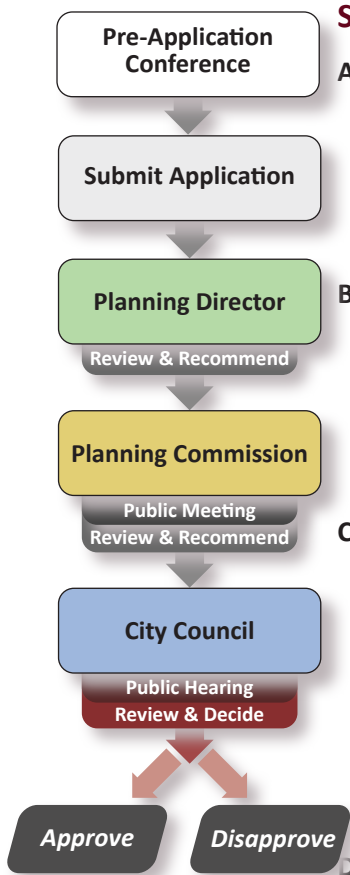 Pre-Application
Conference
S
A
Submit Application
Planning Director
B
Review & Recommend
Planning Commission
Public Meeting
Review & Recommend
C
City Council
Public Hearing
Review & Decide
Approve
Disapprove
D